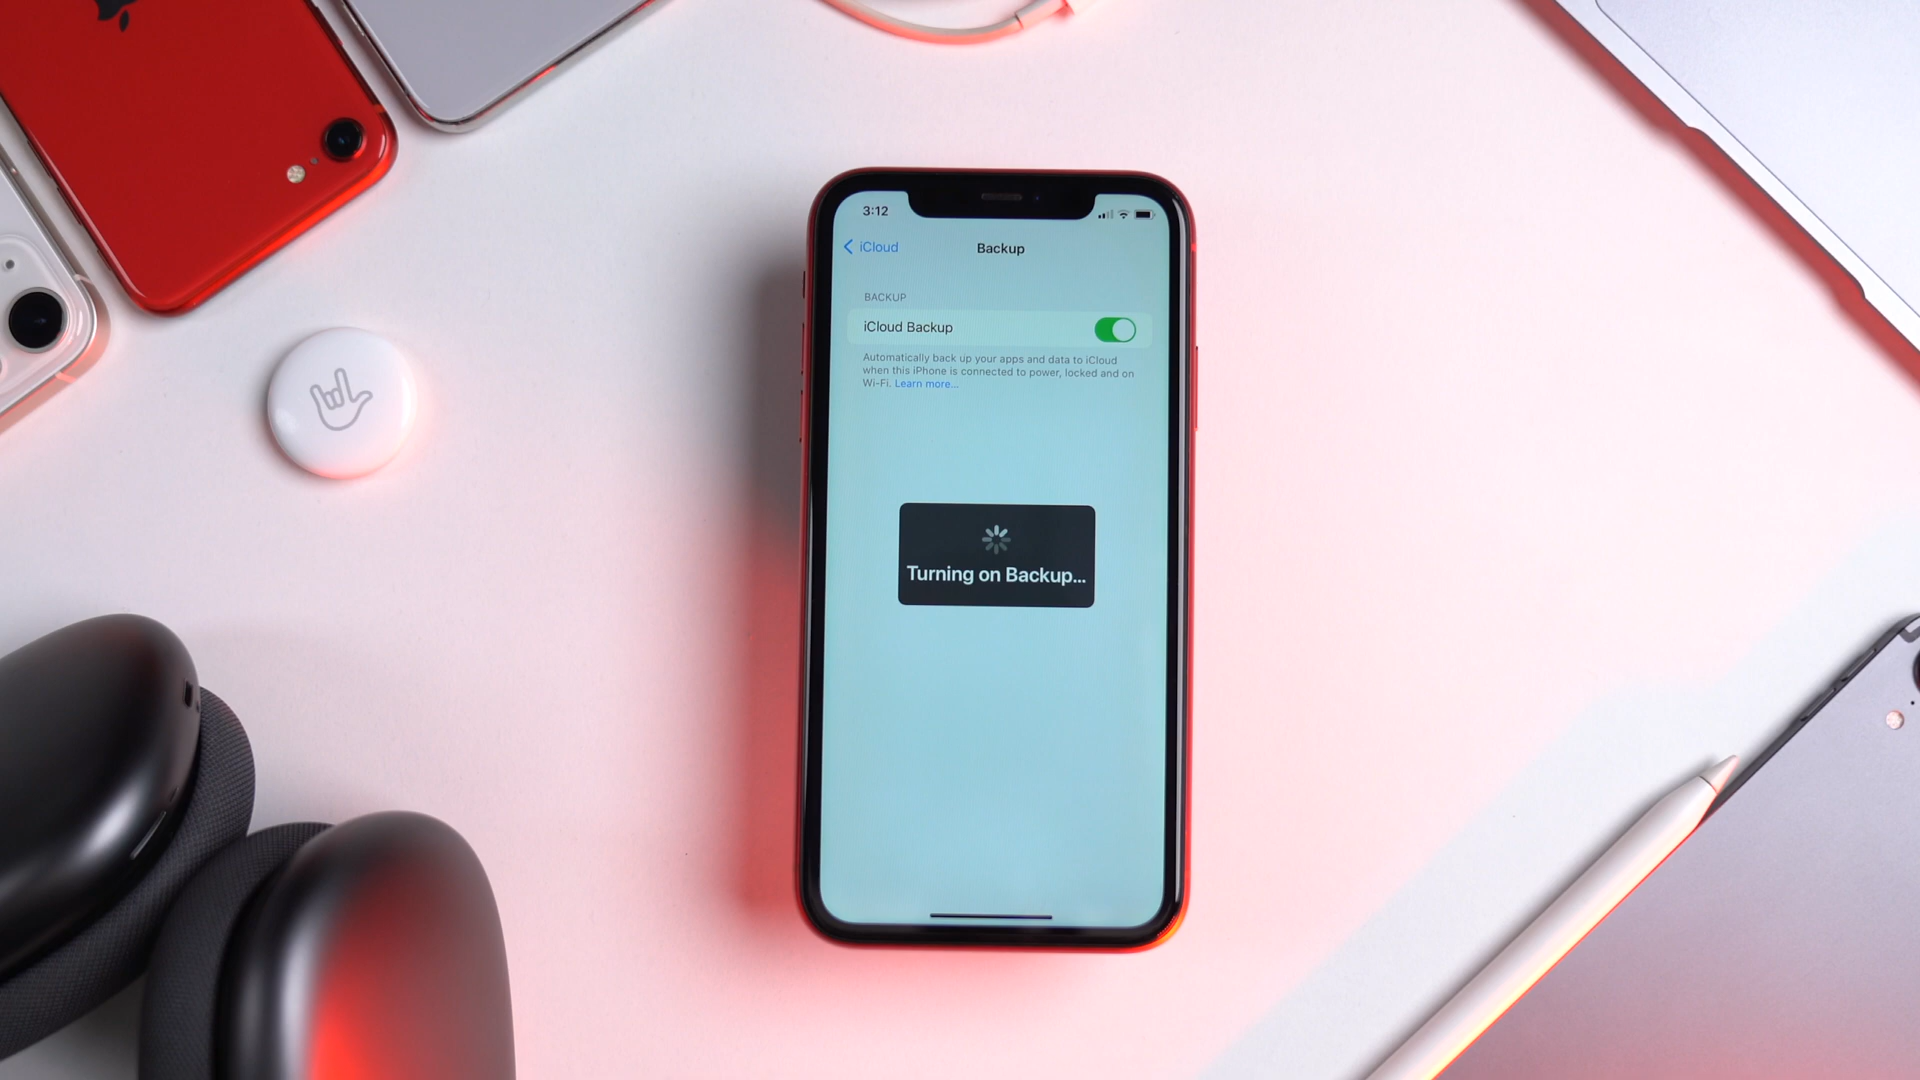 3:12
iCloud
Backup
BACKUP
iCloud Backup
Automatically back up your apps and data to iCloud
when this iPhone is connected to power, locked and on
Wi-Fi. Learn more...
Turning on Backup...